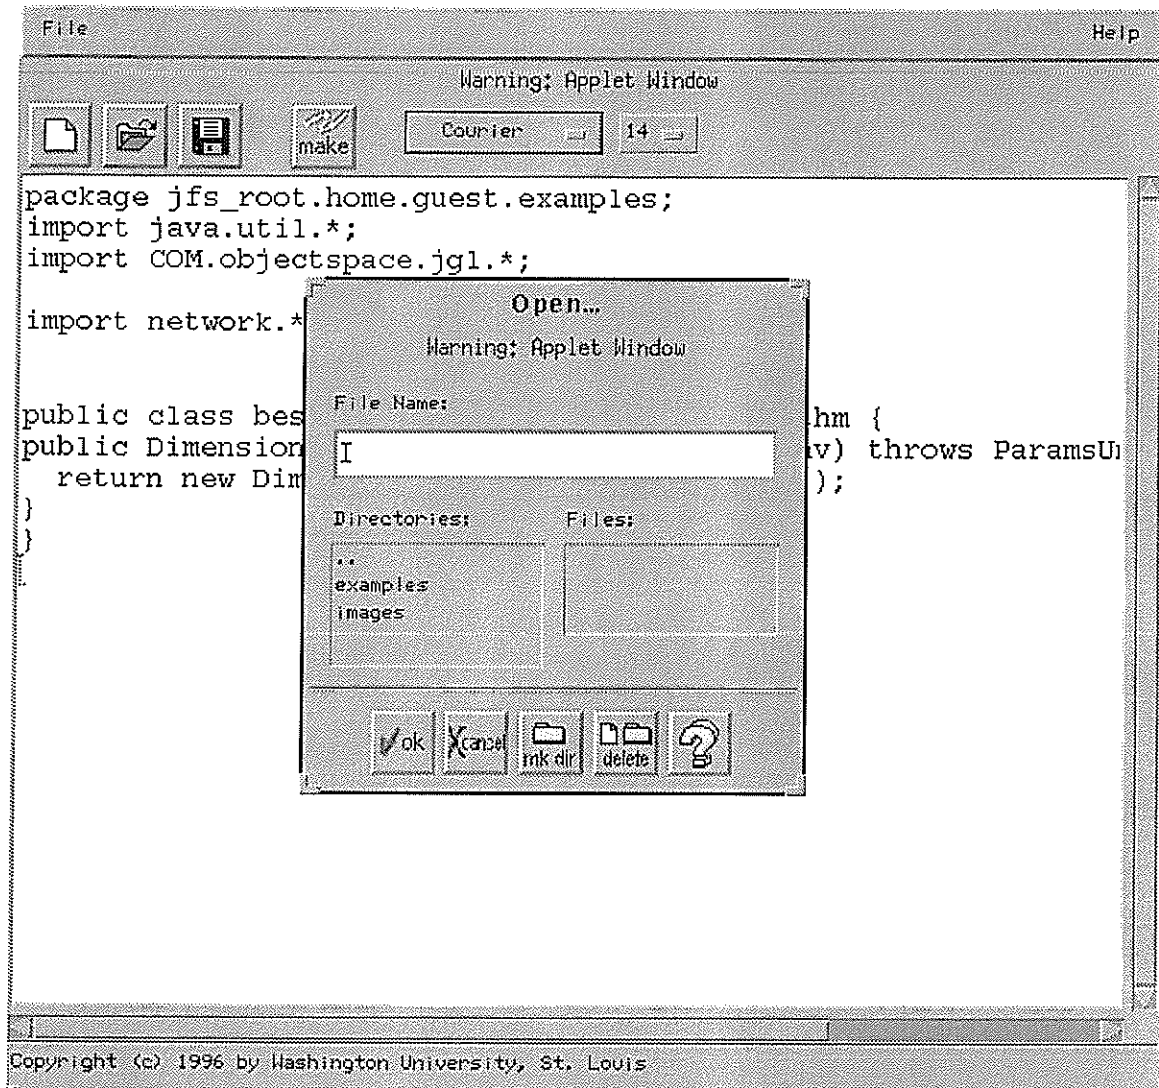 File Help
Warning: Applet Window
make Courier 14
package jfs_root.home.guest.examples;
import java.util.*;
import COM.objectspace.jgl.*;
import network.*
public class bes hm {
public Dimension v) throws ParamsUn
return new Dim );
}
}
Open...
Warning: Applet Window
File Name:
Directories: Files:
..
examples
images
ok cancel mk dir delete ?
Copyright (c) 1996 by Washington University, St. Louis